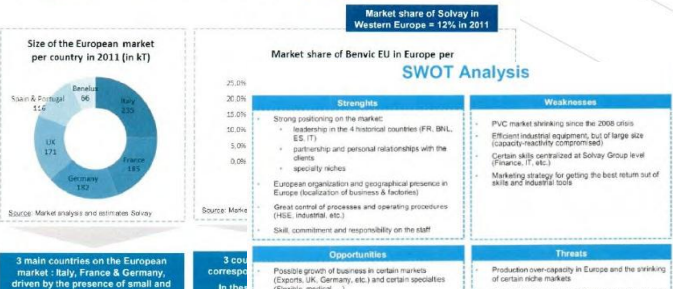 Market share of Solvay in
Western Europe = 12% in 2011
Size of the European market
per country in 2011 (in kT)
Benelux
66
Italy
235
Spain & Portugal
116
UK
171
France
185
Germany
182
Source: Market analysis and estimates Solvay
3 main countries on the European
market : Italy, France & Germany,
driven by the presence of small and
Market share of Benvic EU in Europe per
25,0%
20,0%
15,0%
10,0%
5,0%
0,0%
Source: Marke
3 cou
correspo
In thes
SWOT Analysis
Strenghts
Strong positioning on the market:
leadership in the 4 historical countries (FR, BNL,
ES, IT)
partnership and personal relationships with the
clients
specialty niches
European organization and geographical presence in
Europe (localization of business & factories)
Great control of processes and operating procedures
(HSE, industrial, etc.)
Skill, commitment and responsibility on the staff
Weaknesses
PVC market shrinking since the 2008 crisis
Efficient industrial equipment, but of large size
(capacity-reactivity compromised)
Certain skills centralized at Solvay Group level
(Finance, IT, etc.)
Marketing strategy for getting the best return out of
skills and industrial tools
Opportunities
Possible growth of business in certain markets
(Exports, UK, Germany, etc.) and certain specialties
(Flexible, medical, ...)
Threats
Production over-capacity in Europe and the shrinking
of certain niche markets